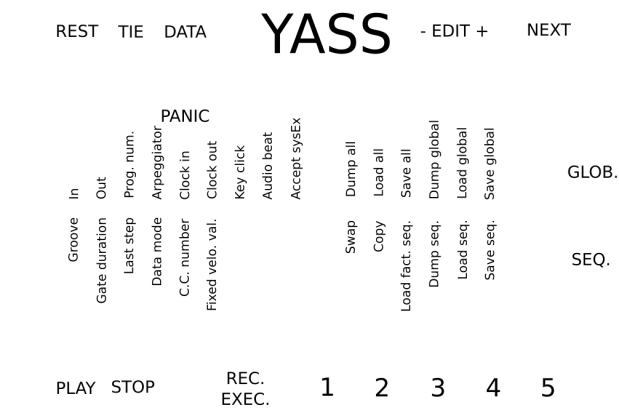 REST TIE DATA YASS - EDIT + NEXT
PANIC
In
Out
Prog. num.
Arpeggiator
Clock in
Clock out
Key click
Audio beat
Accept sysEx
Dump all
Load all
Save all
Dump global
Load global
Save global
GLOB.
Groove
Gate duration
Last step
Data mode
C.C. number
Fixed velo. val.
Swap
Copy
Load fact. seq.
Dump seq.
Load seq.
Save seq.
SEQ.
PLAY STOP
REC.
EXEC.
1 2 3 4 5